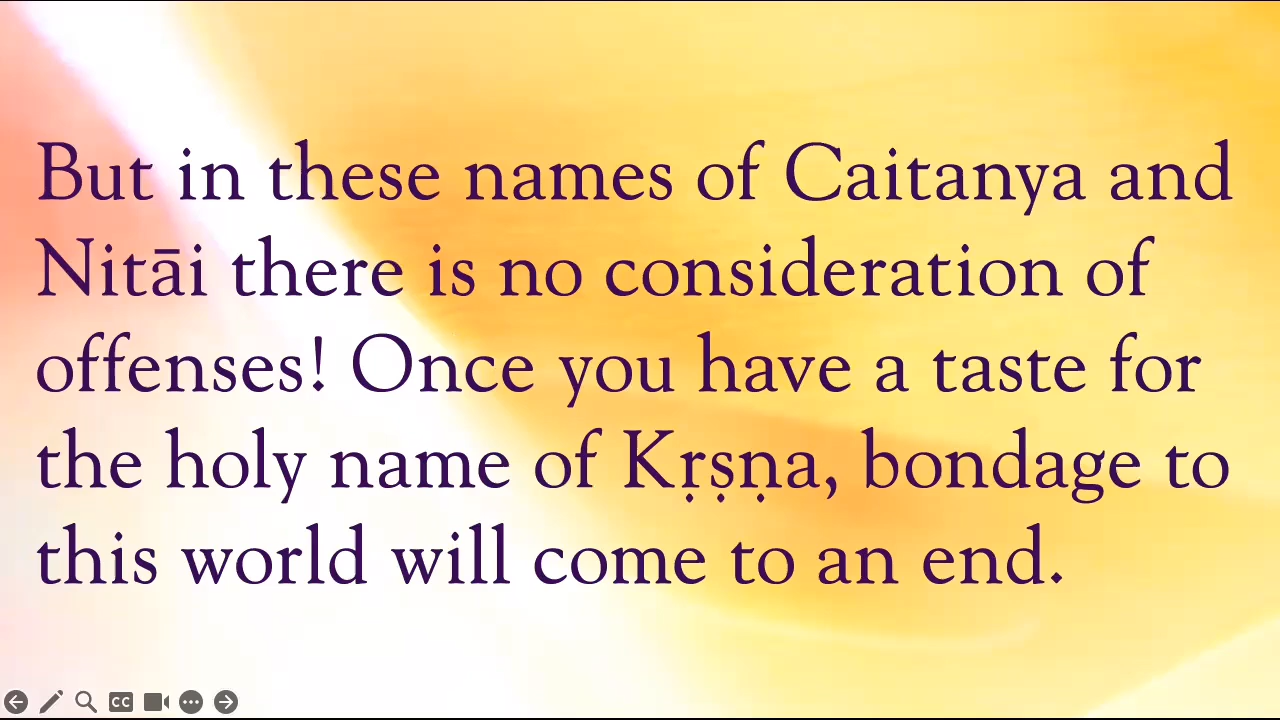 But in these names of Caitanya and
Nitāi there is no consideration of
offenses! Once you have a taste for
the holy name of Kṛṣṇa, bondage to
this world will come to an end.
CC